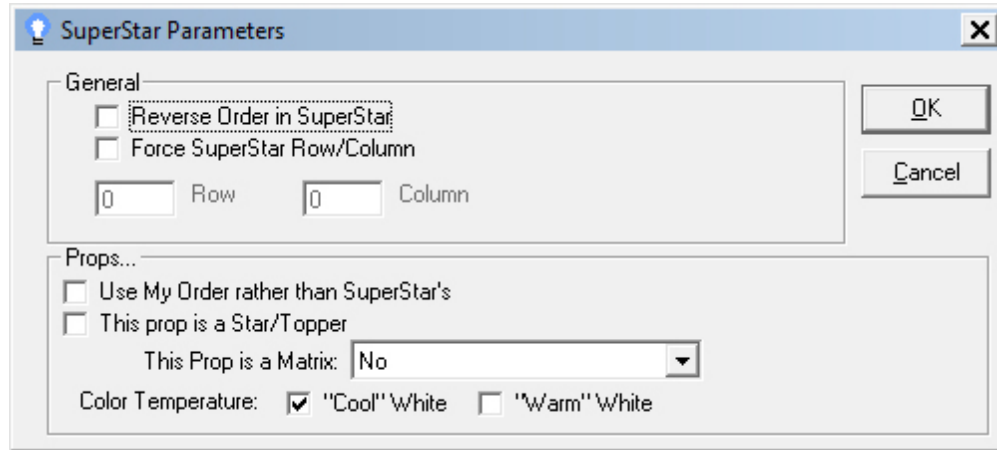 SuperStar Parameters
General
Reverse Order in SuperStar
Force SuperStar Row/Column
0 Row 0 Column
OK
Cancel
Props...
Use My Order rather than SuperStar's
This prop is a Star/Topper
This Prop is a Matrix: No
Color Temperature: "Cool" White "Warm" White